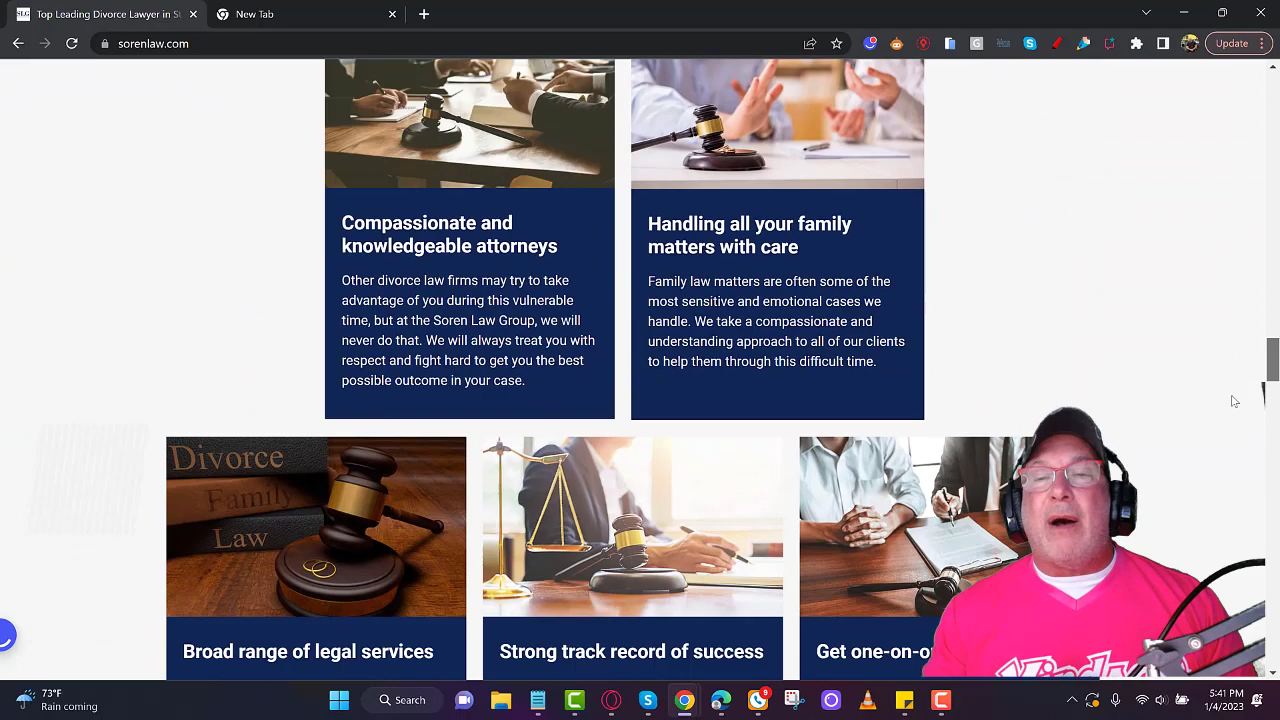 Top Leading Divorce Lawyer in S
New Tab
sorenlaw.com
Update
Compassionate and
knowledgeable attorneys
Other divorce law firms may try to take
advantage of you during this vulnerable
time, but at the Soren Law Group, we will
never do that. We will always treat you with
respect and fight hard to get you the best
possible outcome in your case.
Handling all your family
matters with care
Family law matters are often some of the
most sensitive and emotional cases we
handle. We take a compassionate and
understanding approach to all of our clients
to help them through this difficult time.
Divorce
Family
Law
Broad range of legal services
Strong track record of success
Get one-on-o
73°F
Rain coming
Search
9
5:41 PM
1/4/2023